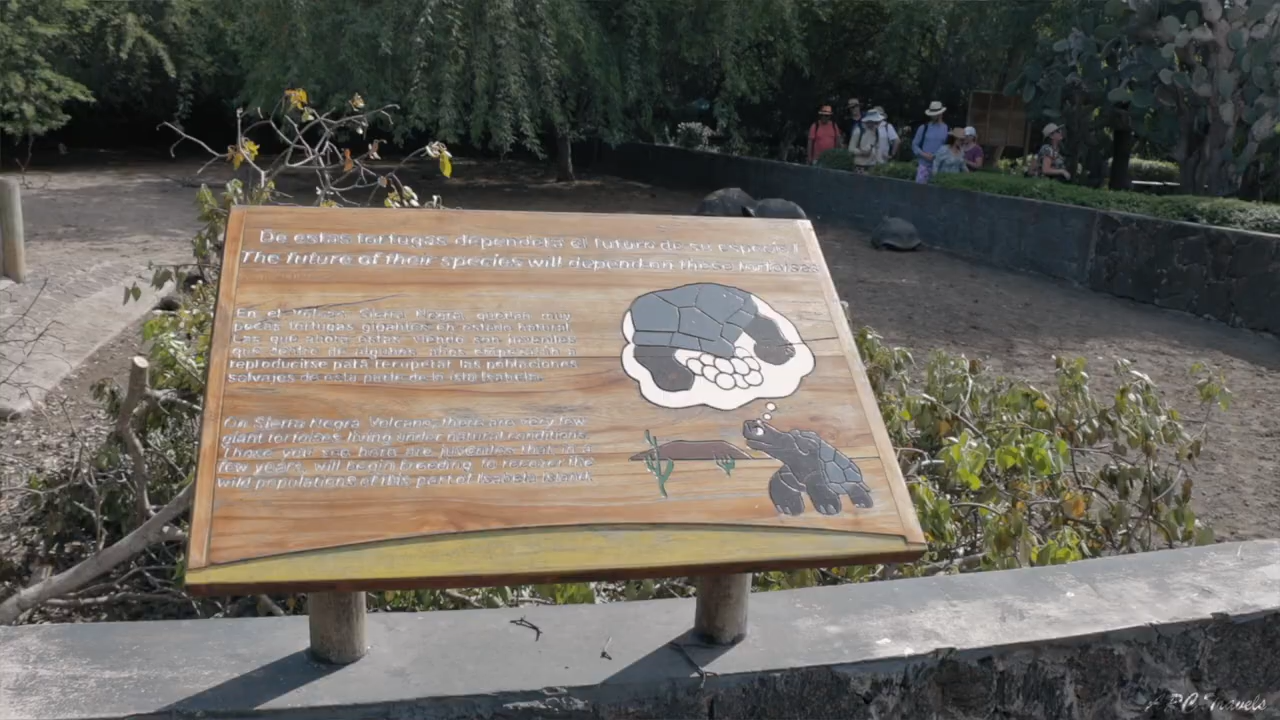 De estas tortugas dependerá el futuro de su especie!
The future of their species will depend on these tortoises
En el Volcán Sierra Negra, quedan muy
pocas tortugas gigantes en estado natural.
Las que ahora estás viendo son juveniles
que dentro de algunos años empezarán a
reproducirse para recuperar las poblaciones
salvajes de esta parte de la isla Isabela.
On Sierra Negra Volcano, there are very few
giant tortoises living under natural conditions.
Those you see here are juveniles that in a
few years, will begin breeding to recover the
wild populations of this part of Isabela island.
Travels